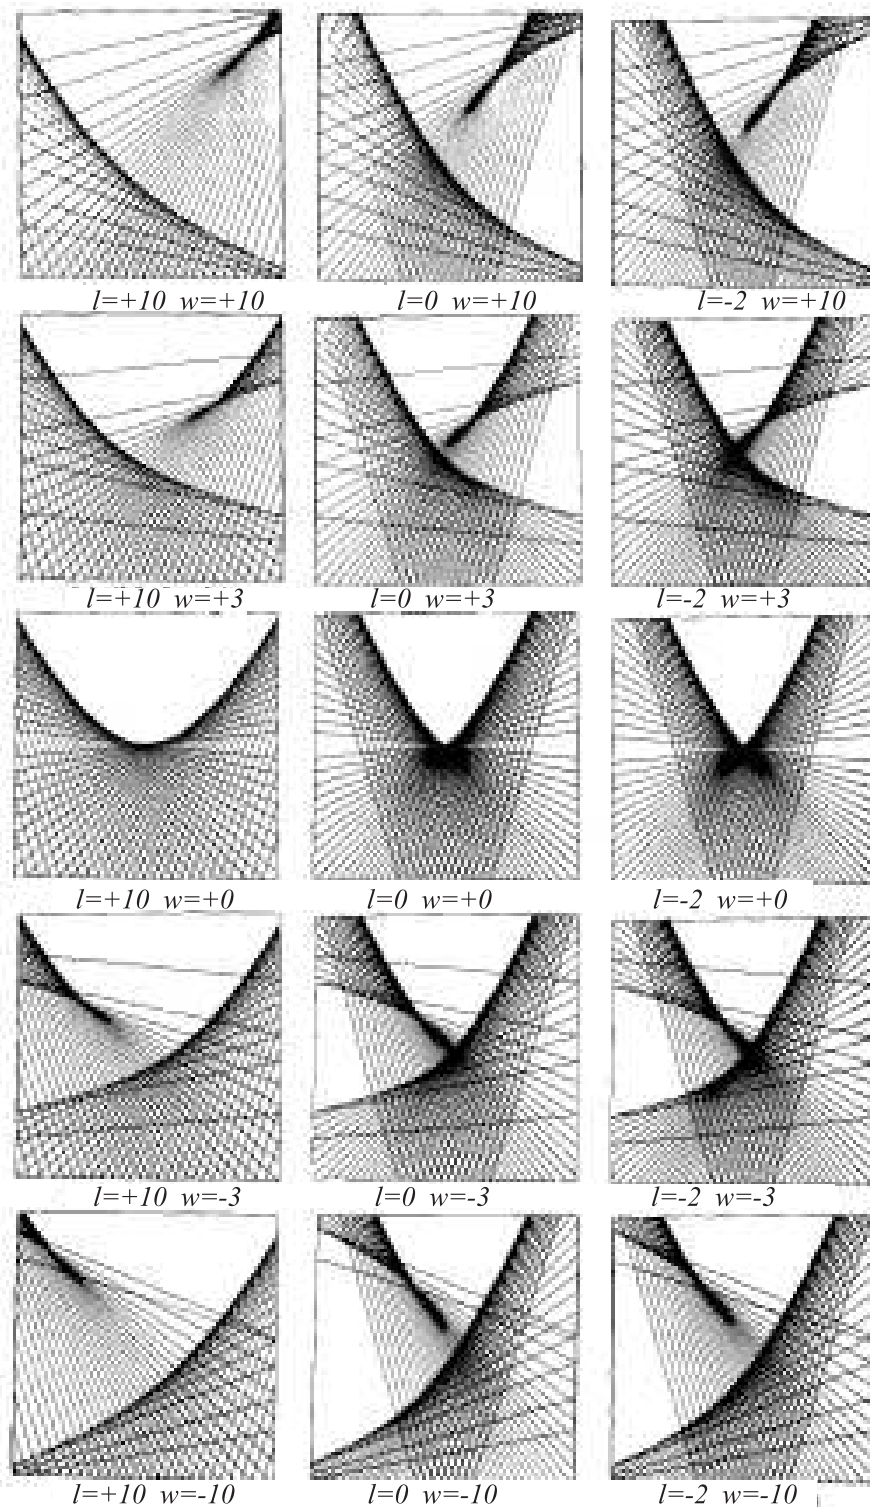 l=+10 w=+10 l=0 w=+10 l=-2 w=+10
l=+10 w=+3 l=0 w=+3 l=-2 w=+3
l=+10 w=+0 l=0 w=+0 l=-2 w=+0
l=+10 w=-3 l=0 w=-3 l=-2 w=-3
l=+10 w=-10 l=0 w=-10 l=-2 w=-10